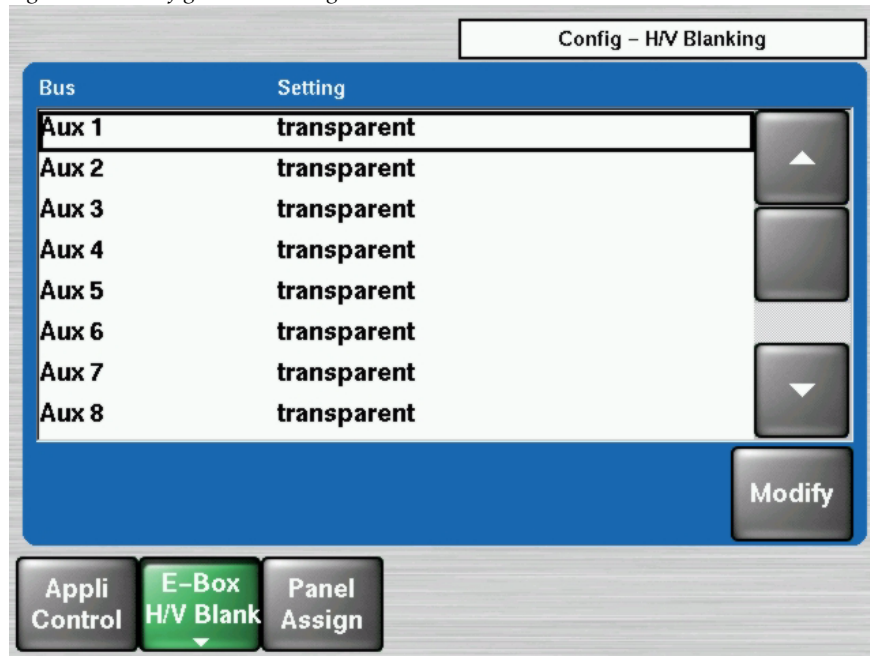 Config – H/V Blanking
Bus Setting
Aux 1 transparent
Aux 2 transparent
Aux 3 transparent
Aux 4 transparent
Aux 5 transparent
Aux 6 transparent
Aux 7 transparent
Aux 8 transparent
Modify
Appli Control
E–Box H/V Blank
Panel Assign